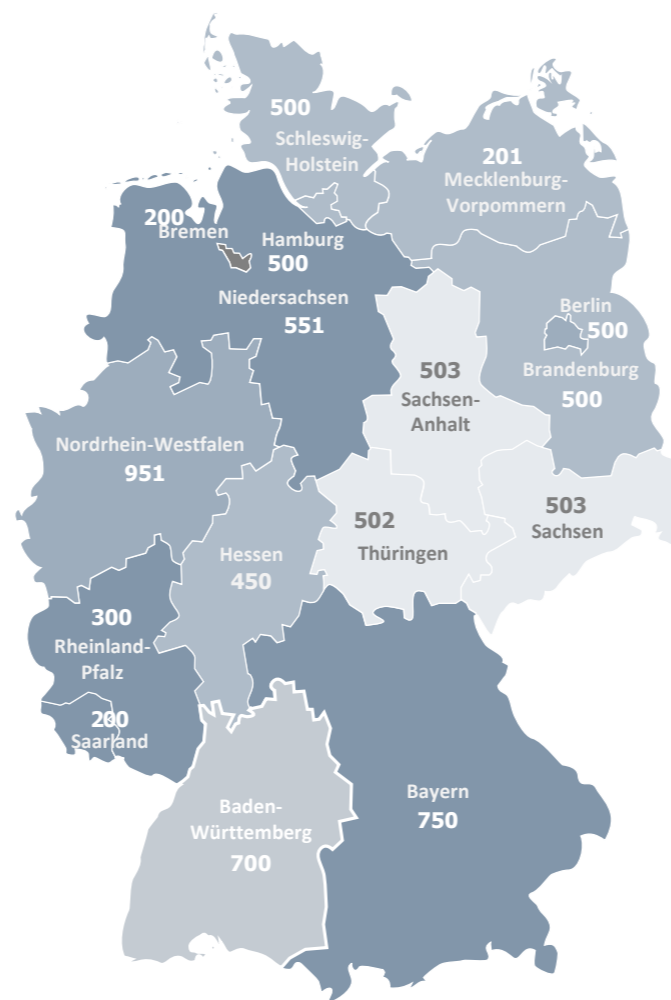 500
Schleswig-
Holstein
201
Mecklenburg-
Vorpommern
200
Bremen
Hamburg
500
Niedersachsen
551
Berlin
500
Brandenburg
500
503
Sachsen-
Anhalt
Nordrhein-Westfalen
951
503
Sachsen
502
Thüringen
Hessen
450
300
Rheinland-
Pfalz
200
Saarland
Bayern
750
Baden-
Württemberg
700